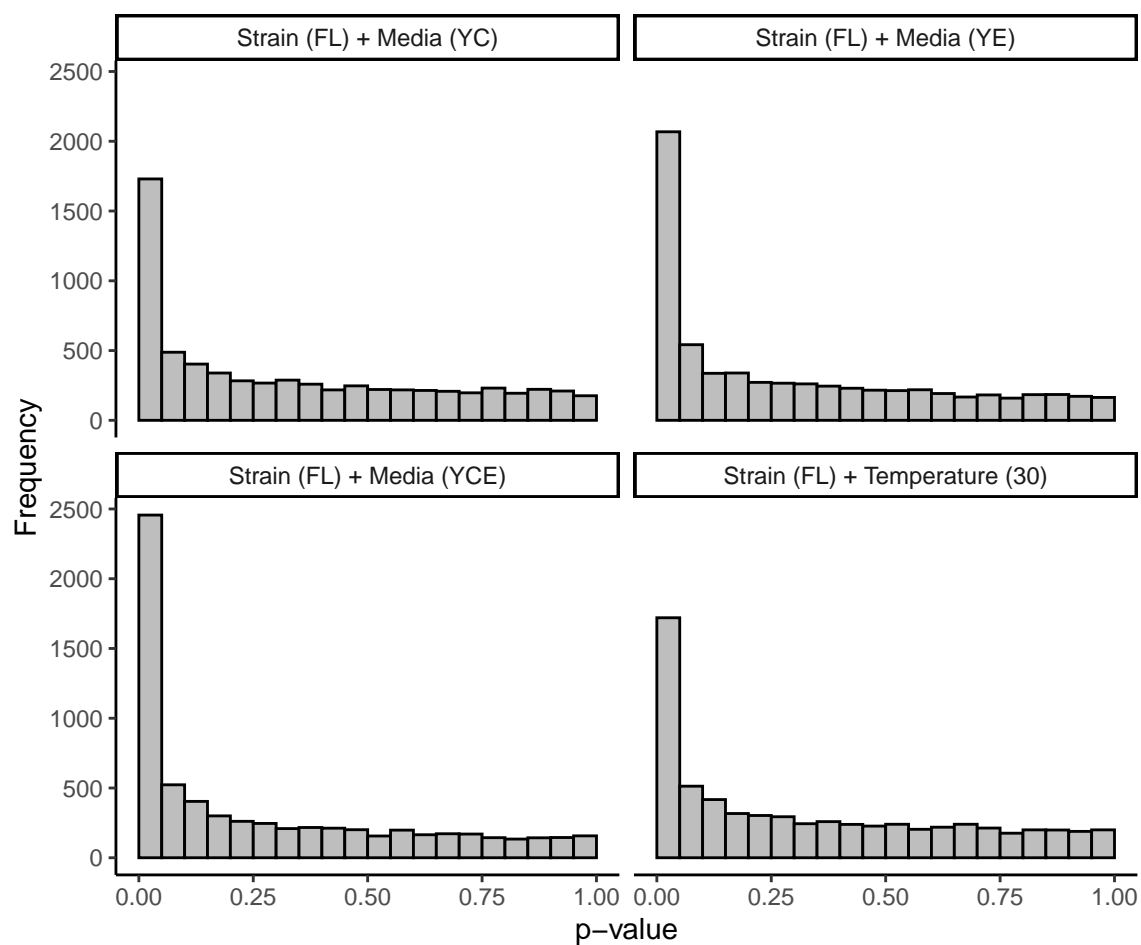 Strain (FL) + Media (YC)
Strain (FL) + Media (YE)
2500
2000
1500
1000
500
0
Strain (FL) + Media (YCE)
Strain (FL) + Temperature (30)
2500
2000
1500
1000
500
0
Frequency
0.00 0.25 0.50 0.75 1.00
0.00 0.25 0.50 0.75 1.00
p−value